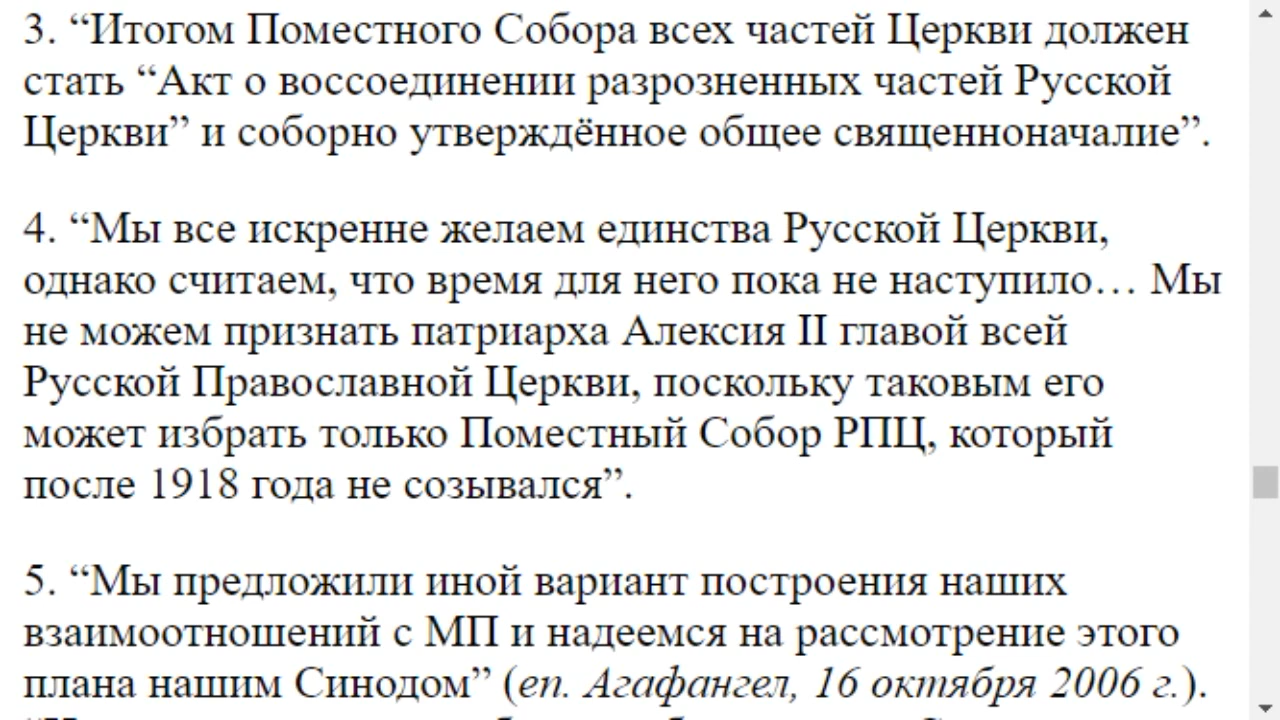 3. “Итогом Поместного Собора всех частей Церкви должен
стать “Акт о воссоединении разрозненных частей Русской
Церкви” и соборно утверждённое общее священноначалие”.
4. “Мы все искренне желаем единства Русской Церкви,
однако считаем, что время для него пока не наступило… Мы
не можем признать патриарха Алексия II главой всей
Русской Православной Церкви, поскольку таковым его
может избрать только Поместный Собор РПЦ, который
после 1918 года не созывался”.
5. “Мы предложили иной вариант построения наших
взаимоотношений с МП и надеемся на рассмотрение этого
плана нашим Синодом” (еп. Агафангел, 16 октября 2006 г.).